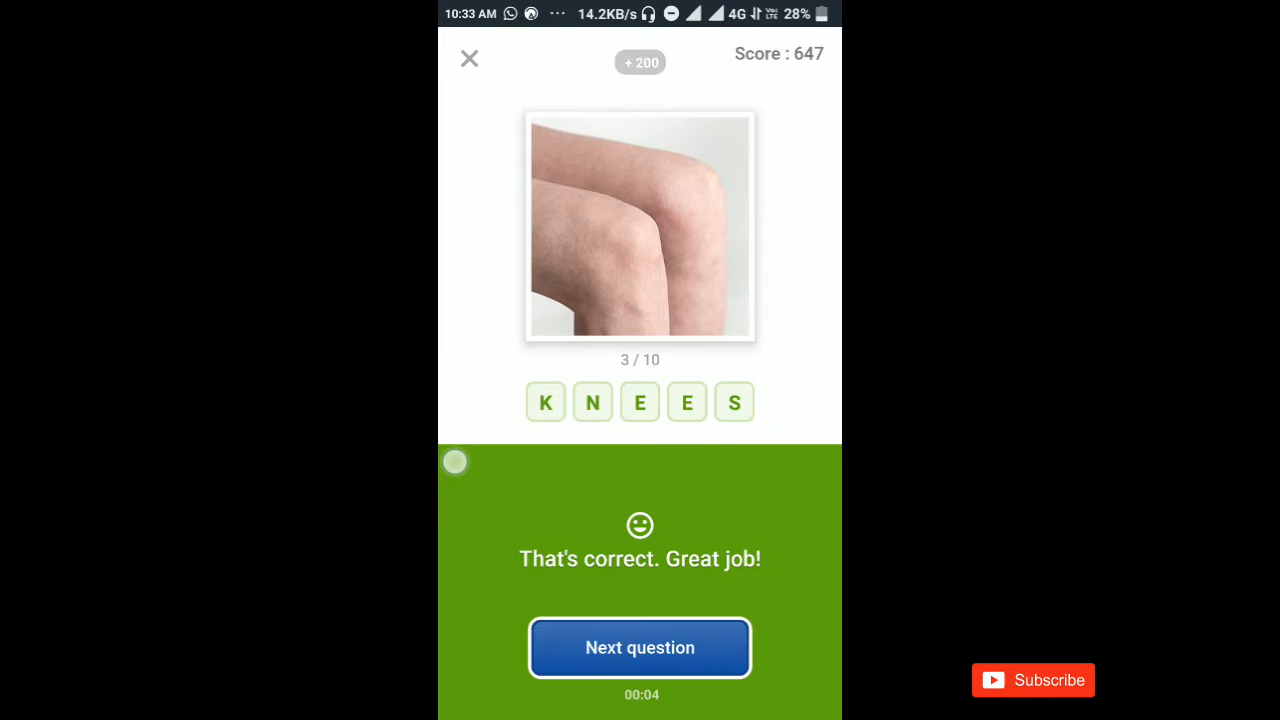 10:33 AM ... 14.2KB/s 4G VoLTE 28%
+ 200
Score : 647
3 / 10
K N E E S
That's correct. Great job!
Next question
00:04
Subscribe